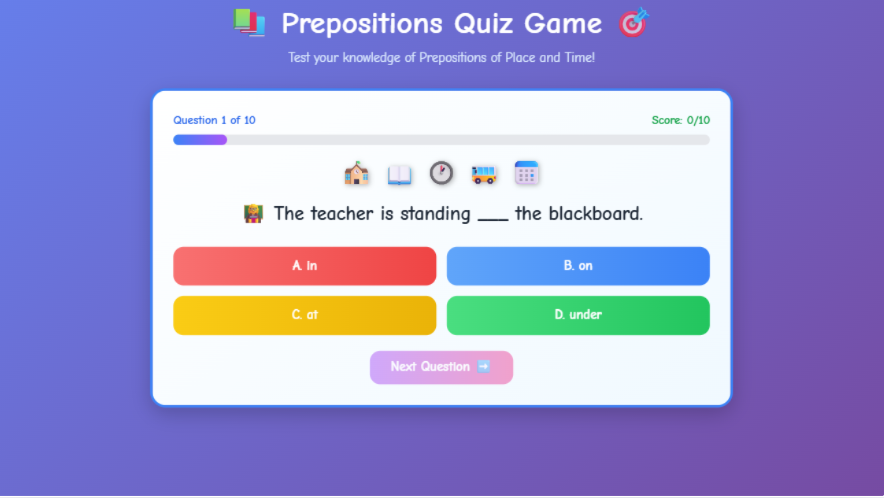 Prepositions Quiz Game
Test your knowledge of Prepositions of Place and Time!
Question 1 of 10
Score: 0/10
The teacher is standing ___ the blackboard.
A. in
B. on
C. at
D. under
Next Question